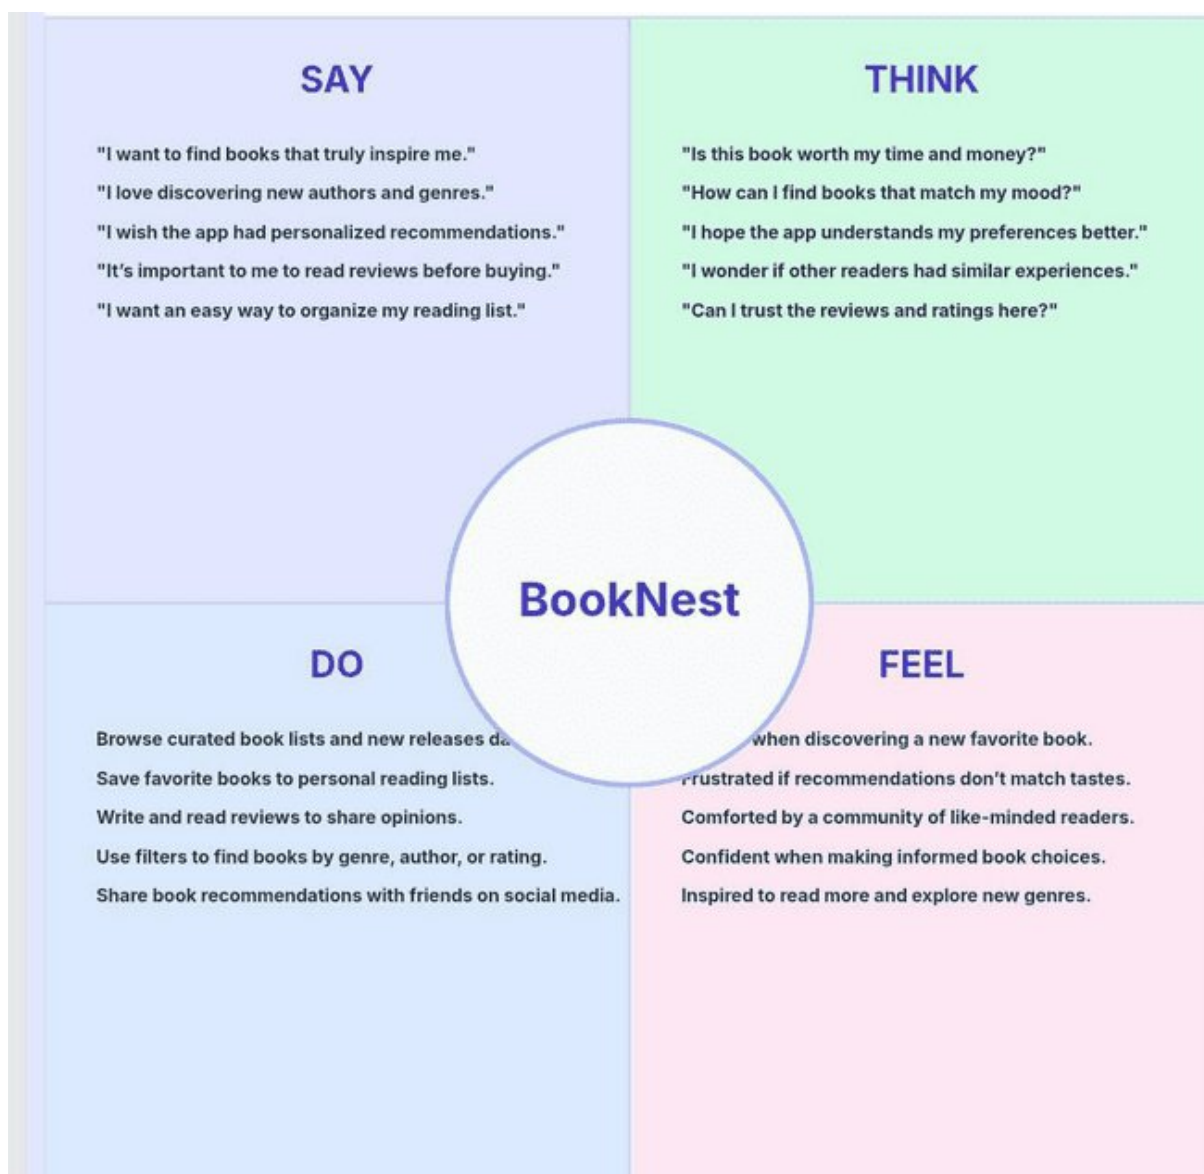 SAY
"I want to find books that truly inspire me."
"I love discovering new authors and genres."
"I wish the app had personalized recommendations."
"It’s important to me to read reviews before buying."
"I want an easy way to organize my reading list."
THINK
"Is this book worth my time and money?"
"How can I find books that match my mood?"
"I hope the app understands my preferences better."
"I wonder if other readers had similar experiences."
"Can I trust the reviews and ratings here?"
BookNest
DO
Browse curated book lists and new releases
Save favorite books to personal reading lists.
Write and read reviews to share opinions.
Use filters to find books by genre, author, or rating.
Share book recommendations with friends on social media.
FEEL
when discovering a new favorite book.
Frustrated if recommendations don’t match tastes.
Comforted by a community of like-minded readers.
Confident when making informed book choices.
Inspired to read more and explore new genres.